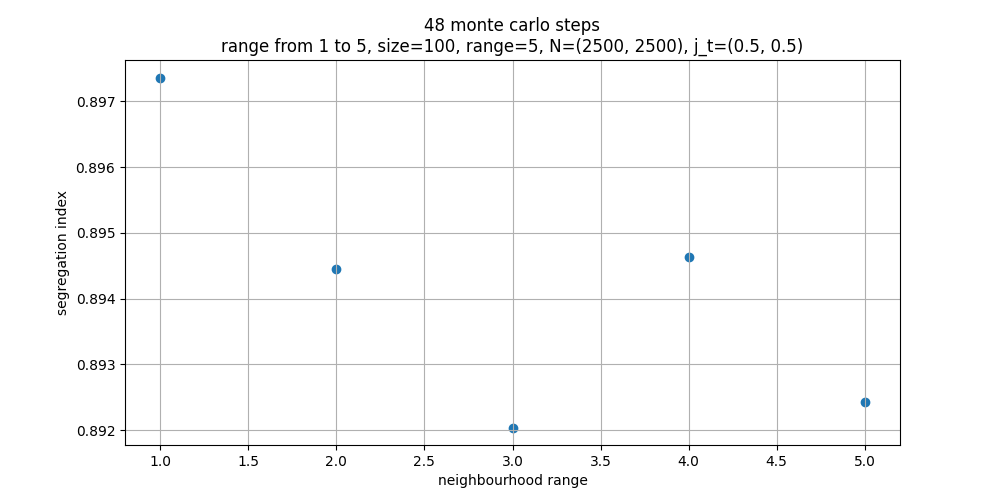 48 monte carlo steps
range from 1 to 5, size=100, range=5, N=(2500, 2500), j_t=(0.5, 0.5)
segregation index
0.897
0.896
0.895
0.894
0.893
0.892
1.0 1.5 2.0 2.5 3.0 3.5 4.0 4.5 5.0
neighbourhood range